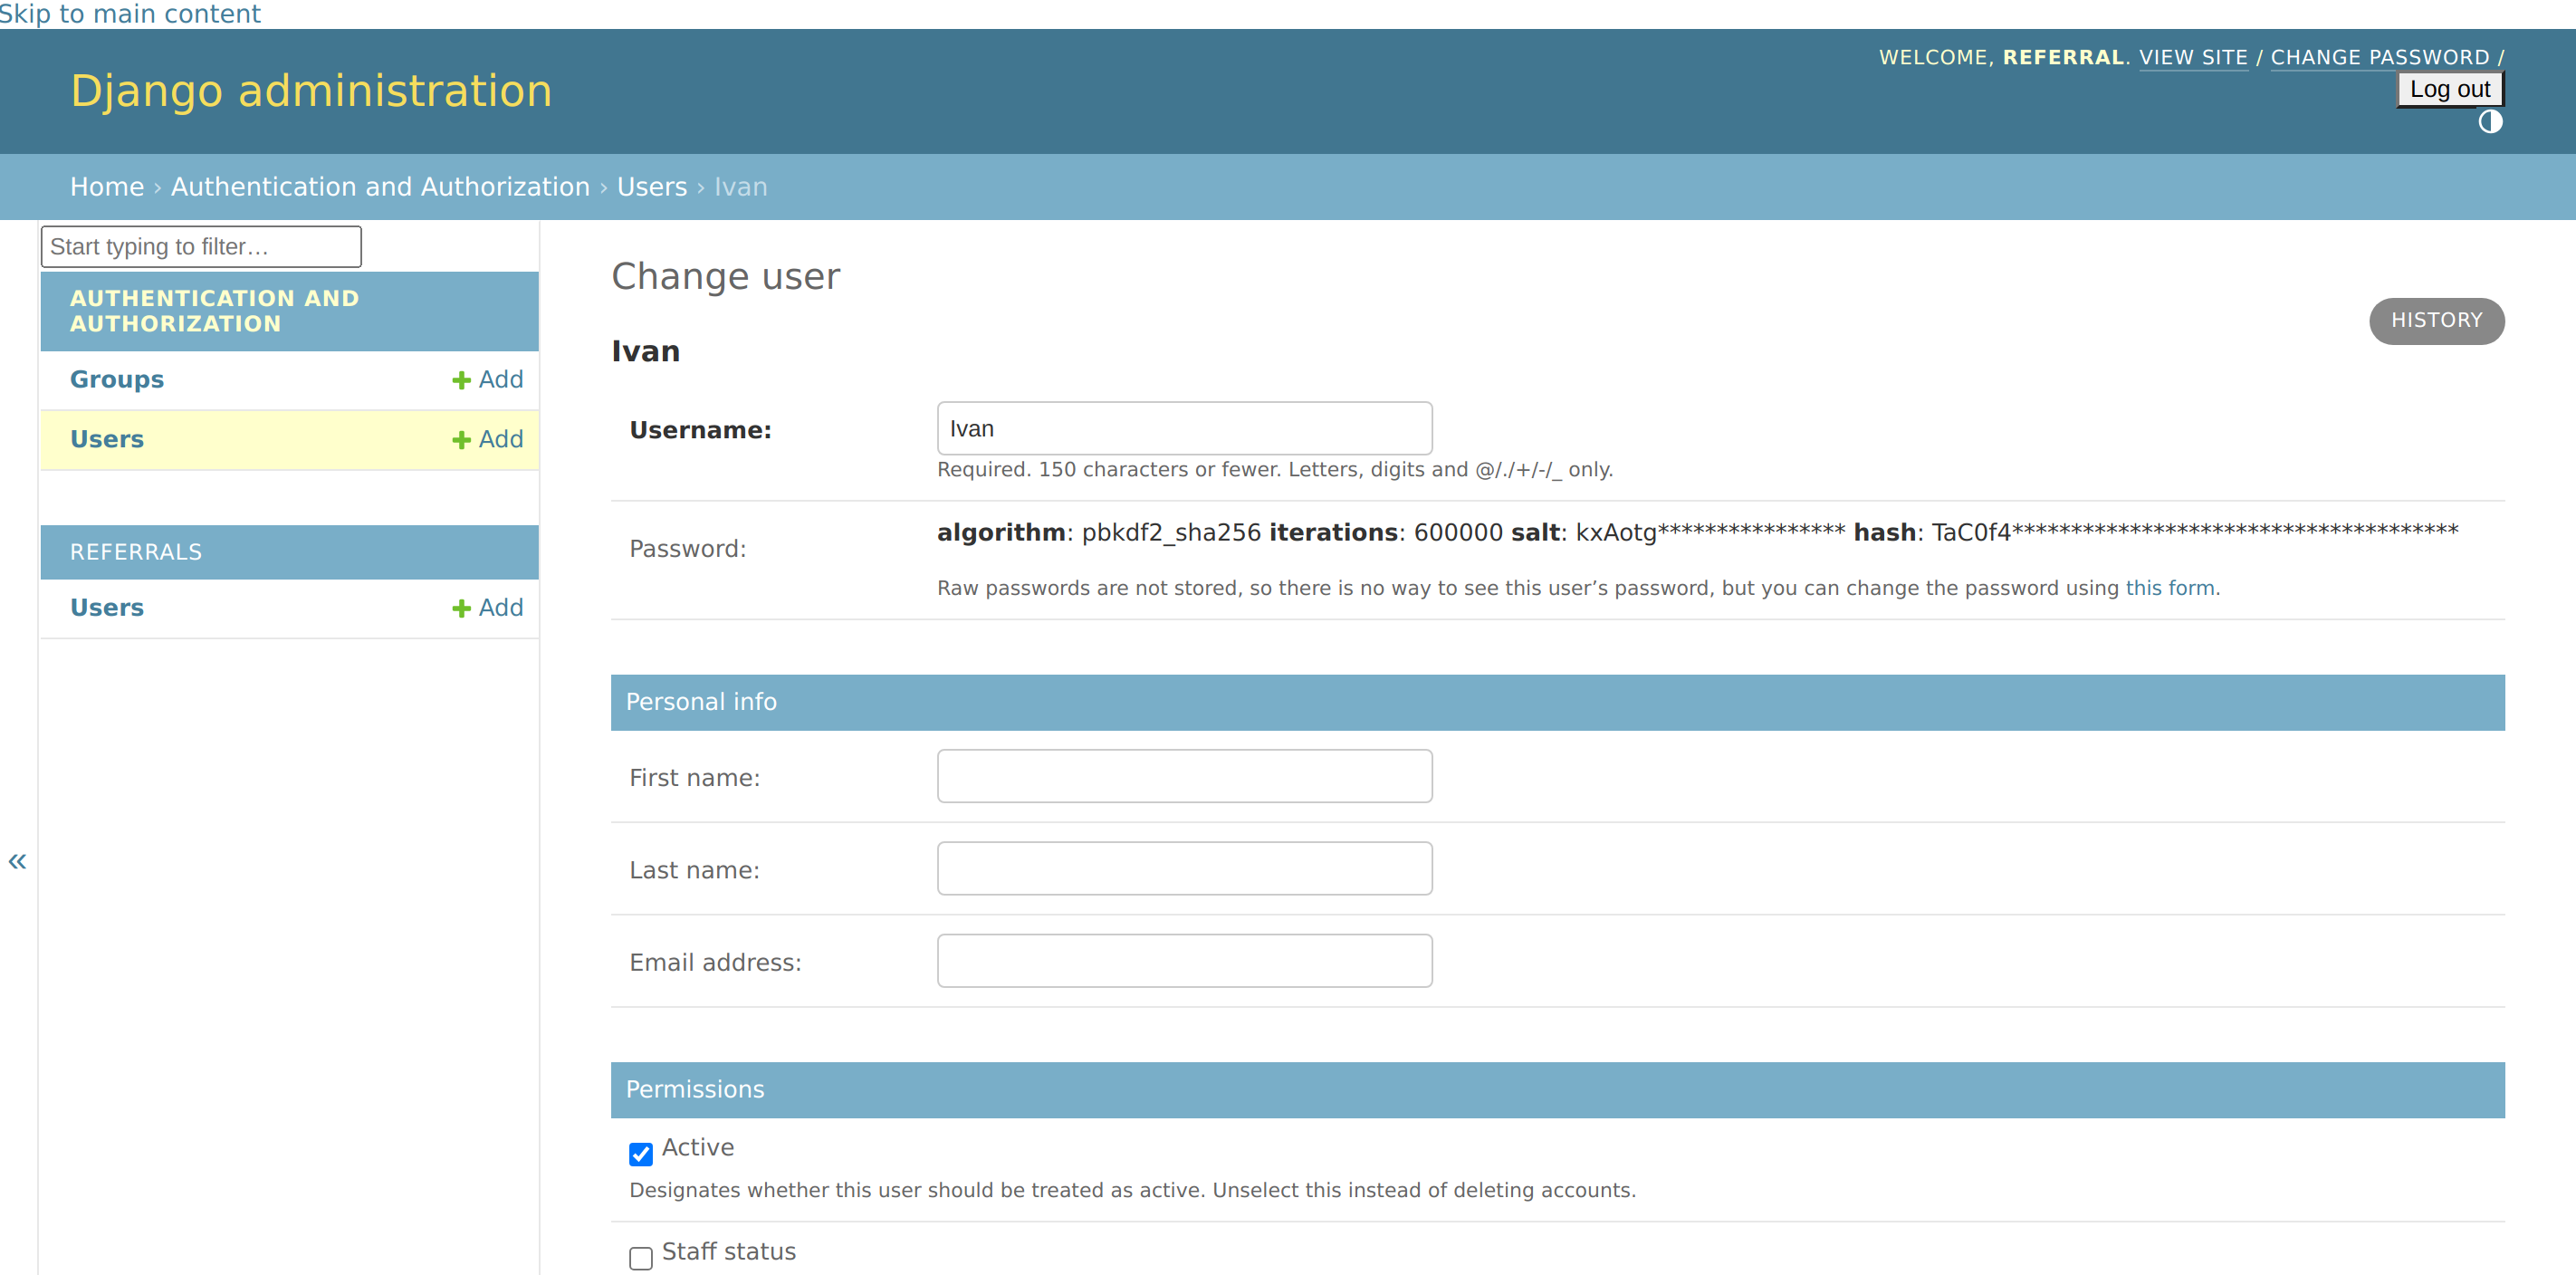 Skip to main content
Django administration
WELCOME, REFERRAL. VIEW SITE / CHANGE PASSWORD /
Log out
Home › Authentication and Authorization › Users › Ivan
Start typing to filter…
AUTHENTICATION AND
AUTHORIZATION
Groups
Add
Users
Add
REFERRALS
Users
Add
«
Change user
HISTORY
Ivan
Username:
Ivan
Required. 150 characters or fewer. Letters, digits and @/./+/-/_ only.
Password:
algorithm: pbkdf2_sha256 iterations: 600000 salt: kxAotg**************** hash: TaC0f4**************************************
Raw passwords are not stored, so there is no way to see this user’s password, but you can change the password using this form.
Personal info
First name:
Last name:
Email address:
Permissions
Active
Designates whether this user should be treated as active. Unselect this instead of deleting accounts.
Staff status